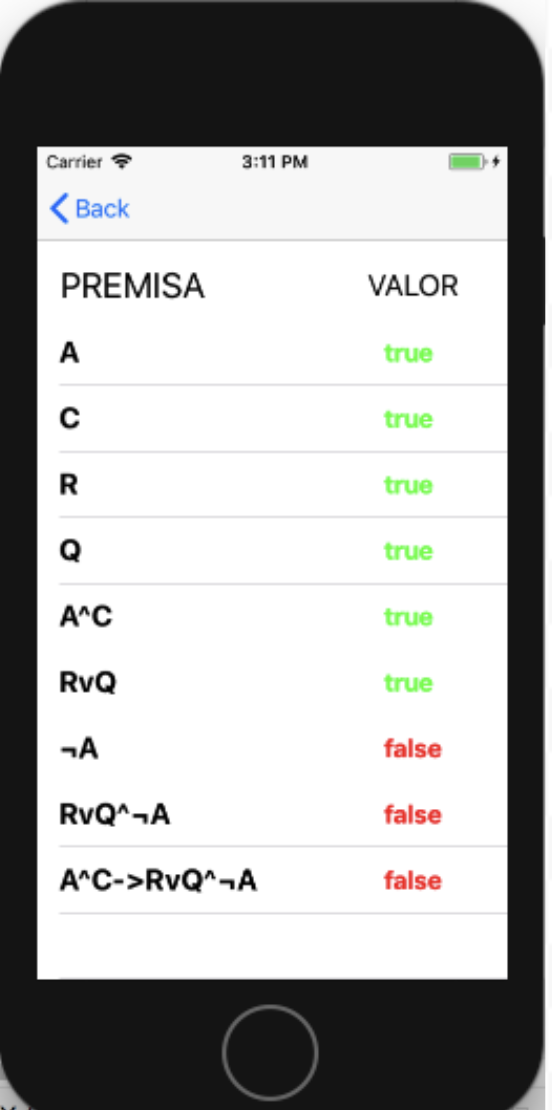 Carrier 3:11 PM
Back
PREMISA VALOR
A true
C true
R true
Q true
A^C true
RvQ true
¬A false
RvQ^¬A false
A^C->RvQ^¬A false